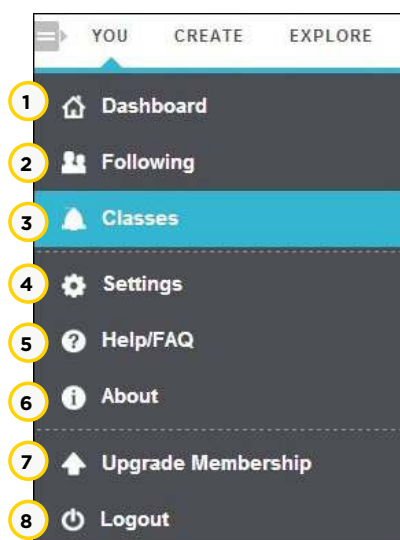 YOU CREATE EXPLORE
1 Dashboard
2 Following
3 Classes
4 Settings
5 Help/FAQ
6 About
7 Upgrade Membership
8 Logout